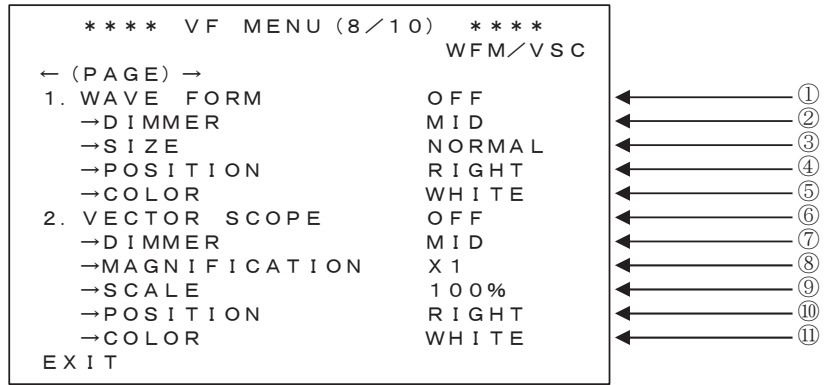 **** VF MENU(8/10) ****
WFM/VSC
←(PAGE)→
1. WAVE FORM OFF ①
→DIMMER MID ②
→SIZE NORMAL ③
→POSITION RIGHT ④
→COLOR WHITE ⑤
2. VECTOR SCOPE OFF ⑥
→DIMMER MID ⑦
→MAGNIFICATION X1 ⑧
→SCALE 100% ⑨
→POSITION RIGHT ⑩
→COLOR WHITE ⑪
EXIT